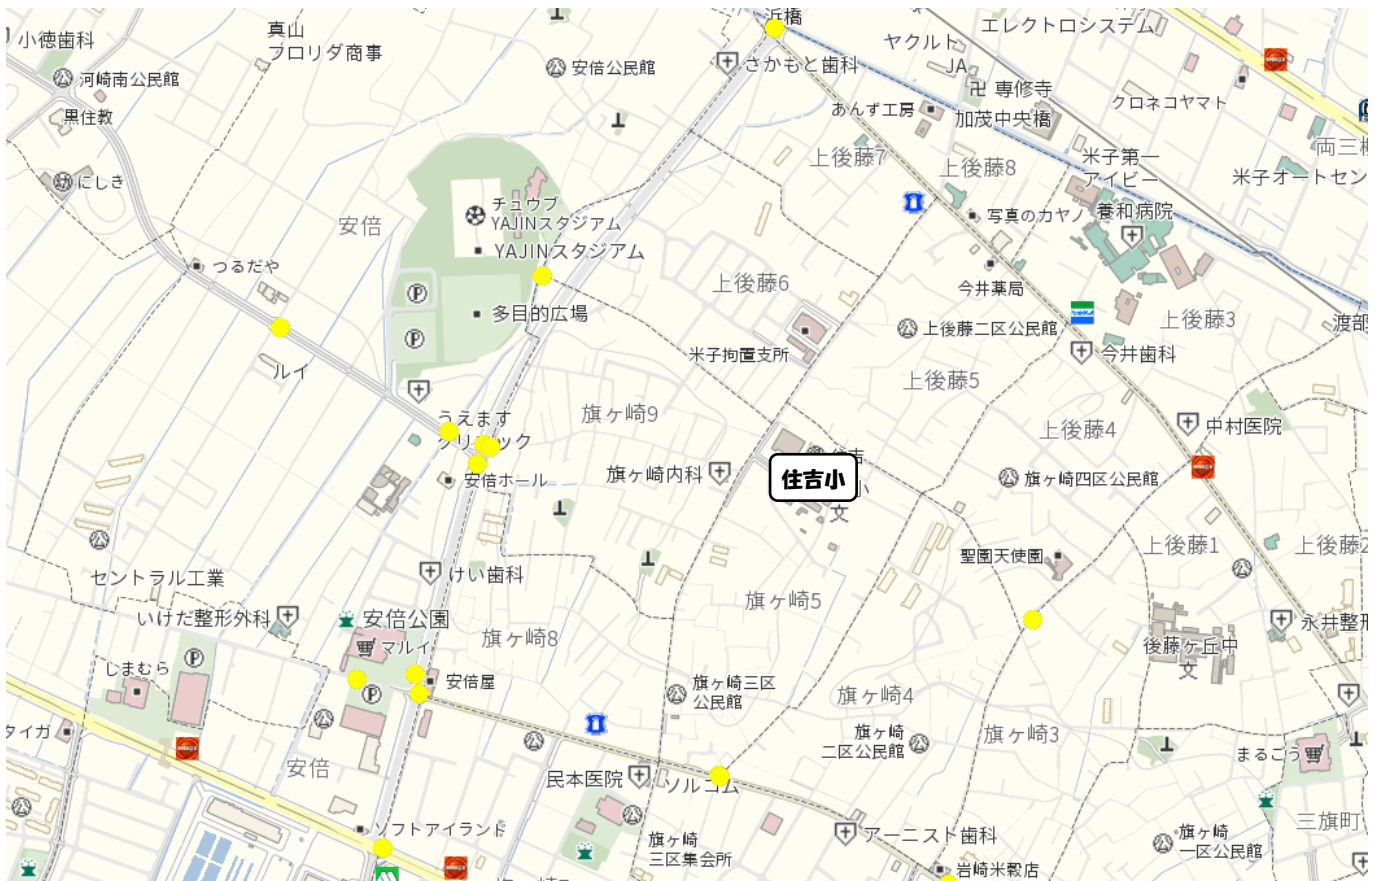 浜橋
エレクトロシステム
真山
フロリダ商事
小徳歯科
ヤクルト
JA
安倍公民館
さかもと歯科
河崎南公民館
卍 専修寺
クロネコヤマト
あんず工房
加茂中央橋
黒住教
上後藤7
上後藤8
米子第一
アイビー
両三柳
米子オートセン
にしき
チュウブ
YAJINスタジアム
YAJINスタジアム
写真のカヤノ
養和病院
安倍
つるだや
上後藤6
今井薬局
多目的広場
上後藤二区公民館
上後藤3
渡部
米子拘置支所
今井歯科
ルイ
上後藤5
うえます
クリニック
旗ヶ崎9
上後藤4
中村医院
住吉
住吉小
小
文
旗ヶ崎内科
安倍ホール
旗ヶ崎四区公民館
上後藤1
上後藤2
聖園天使園
セントラル工業
けい歯科
旗ヶ崎5
いけだ整形外科
安倍公園
永井整形
旗ヶ崎8
マルイ
後藤ヶ丘中
文
しまむら
安倍屋
旗ヶ崎三区
公民館
旗ヶ崎4
タイガ
旗ヶ崎
二区公民館
旗ヶ崎3
まるごう
安倍
民本医院
ソルコム
ソフトアイランド
旗ヶ崎
三区集会所
アーニスト歯科
旗ヶ崎
一区公民館
三旗町
岩崎米穀店